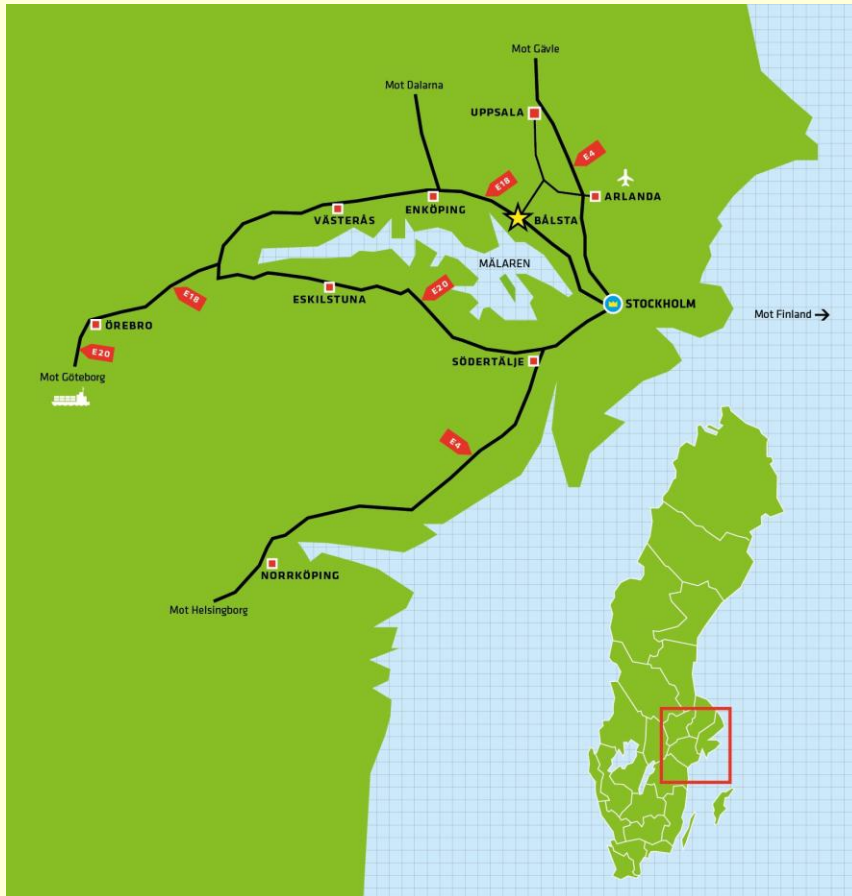 Mot Gävle
Mot Dalarna
UPPSALA
E4
E18
ARLANDA
VÄSTERÅS
ENKÖPING
BÅLSTA
MÄLAREN
ESKILSTUNA
E20
E18
STOCKHOLM
Mot Finland →
ÖREBRO
E20
SÖDERTÄLJE
Mot Göteborg
E4
NORRKÖPING
Mot Helsingborg